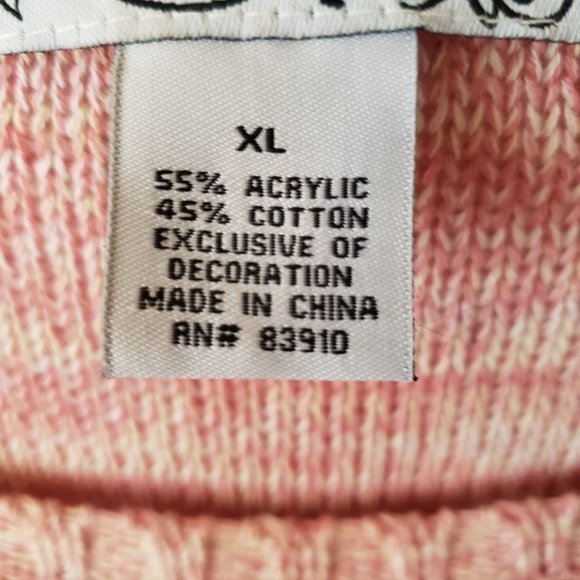 XL
55% ACRYLIC
45% COTTON
EXCLUSIVE OF
DECORATION
MADE IN CHINA
RN# 83910